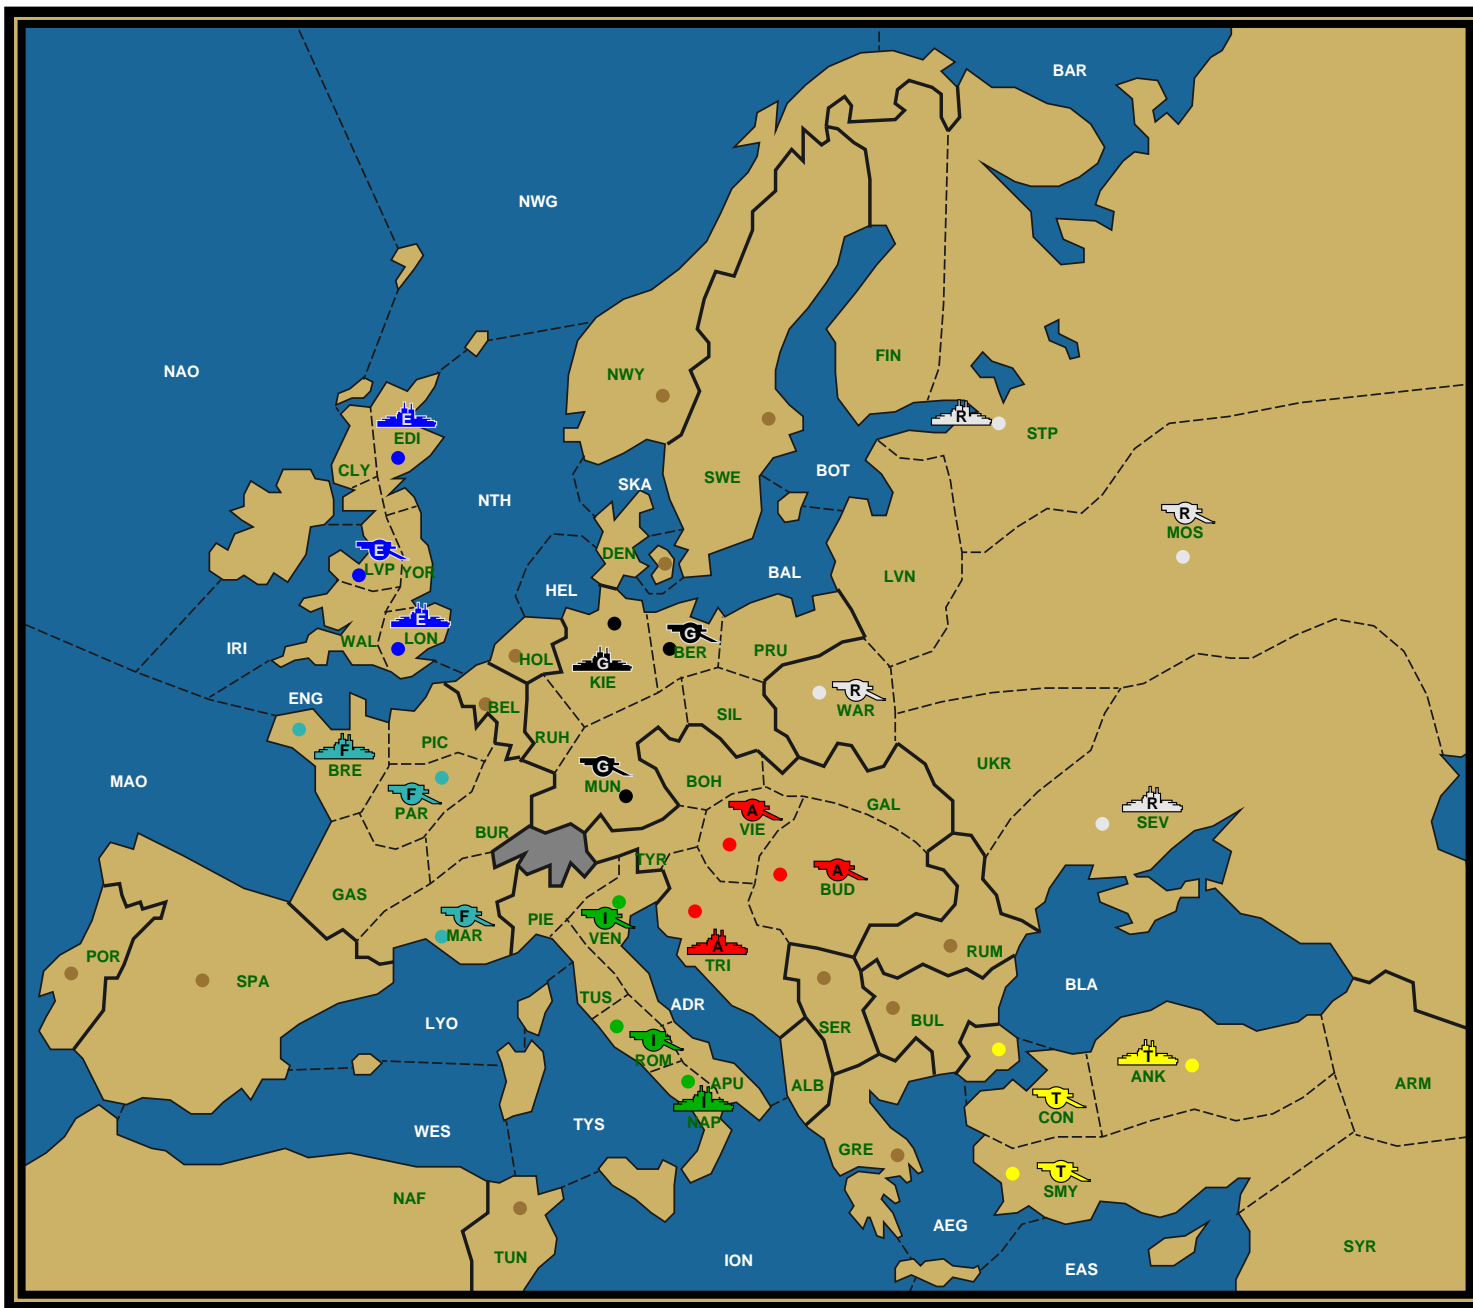 BAR
NWG
NAO
FIN
NWY
E
EDI
R
STP
CLY
NTH
SKA
SWE
BOT
R
MOS
E
LVP
YOR
DEN
HEL
BAL
LVN
E
LON
WAL
IRI
HOL
G
KIE
G
BER
PRU
ENG
BEL
SIL
R
WAR
F
BRE
PIC
RUH
UKR
MAO
G
MUN
BOH
GAL
F
PAR
A
VIE
R
SEV
BUR
TYR
A
BUD
GAS
F
MAR
PIE
I
VEN
A
TRI
RUM
POR
SPA
TUS
ADR
BLA
LYO
SER
BUL
I
ROM
T
ANK
APU
ALB
ARM
I
NAP
T
CON
WES
TYS
GRE
T
SMY
NAF
AEG
TUN
ION
EAS
SYR